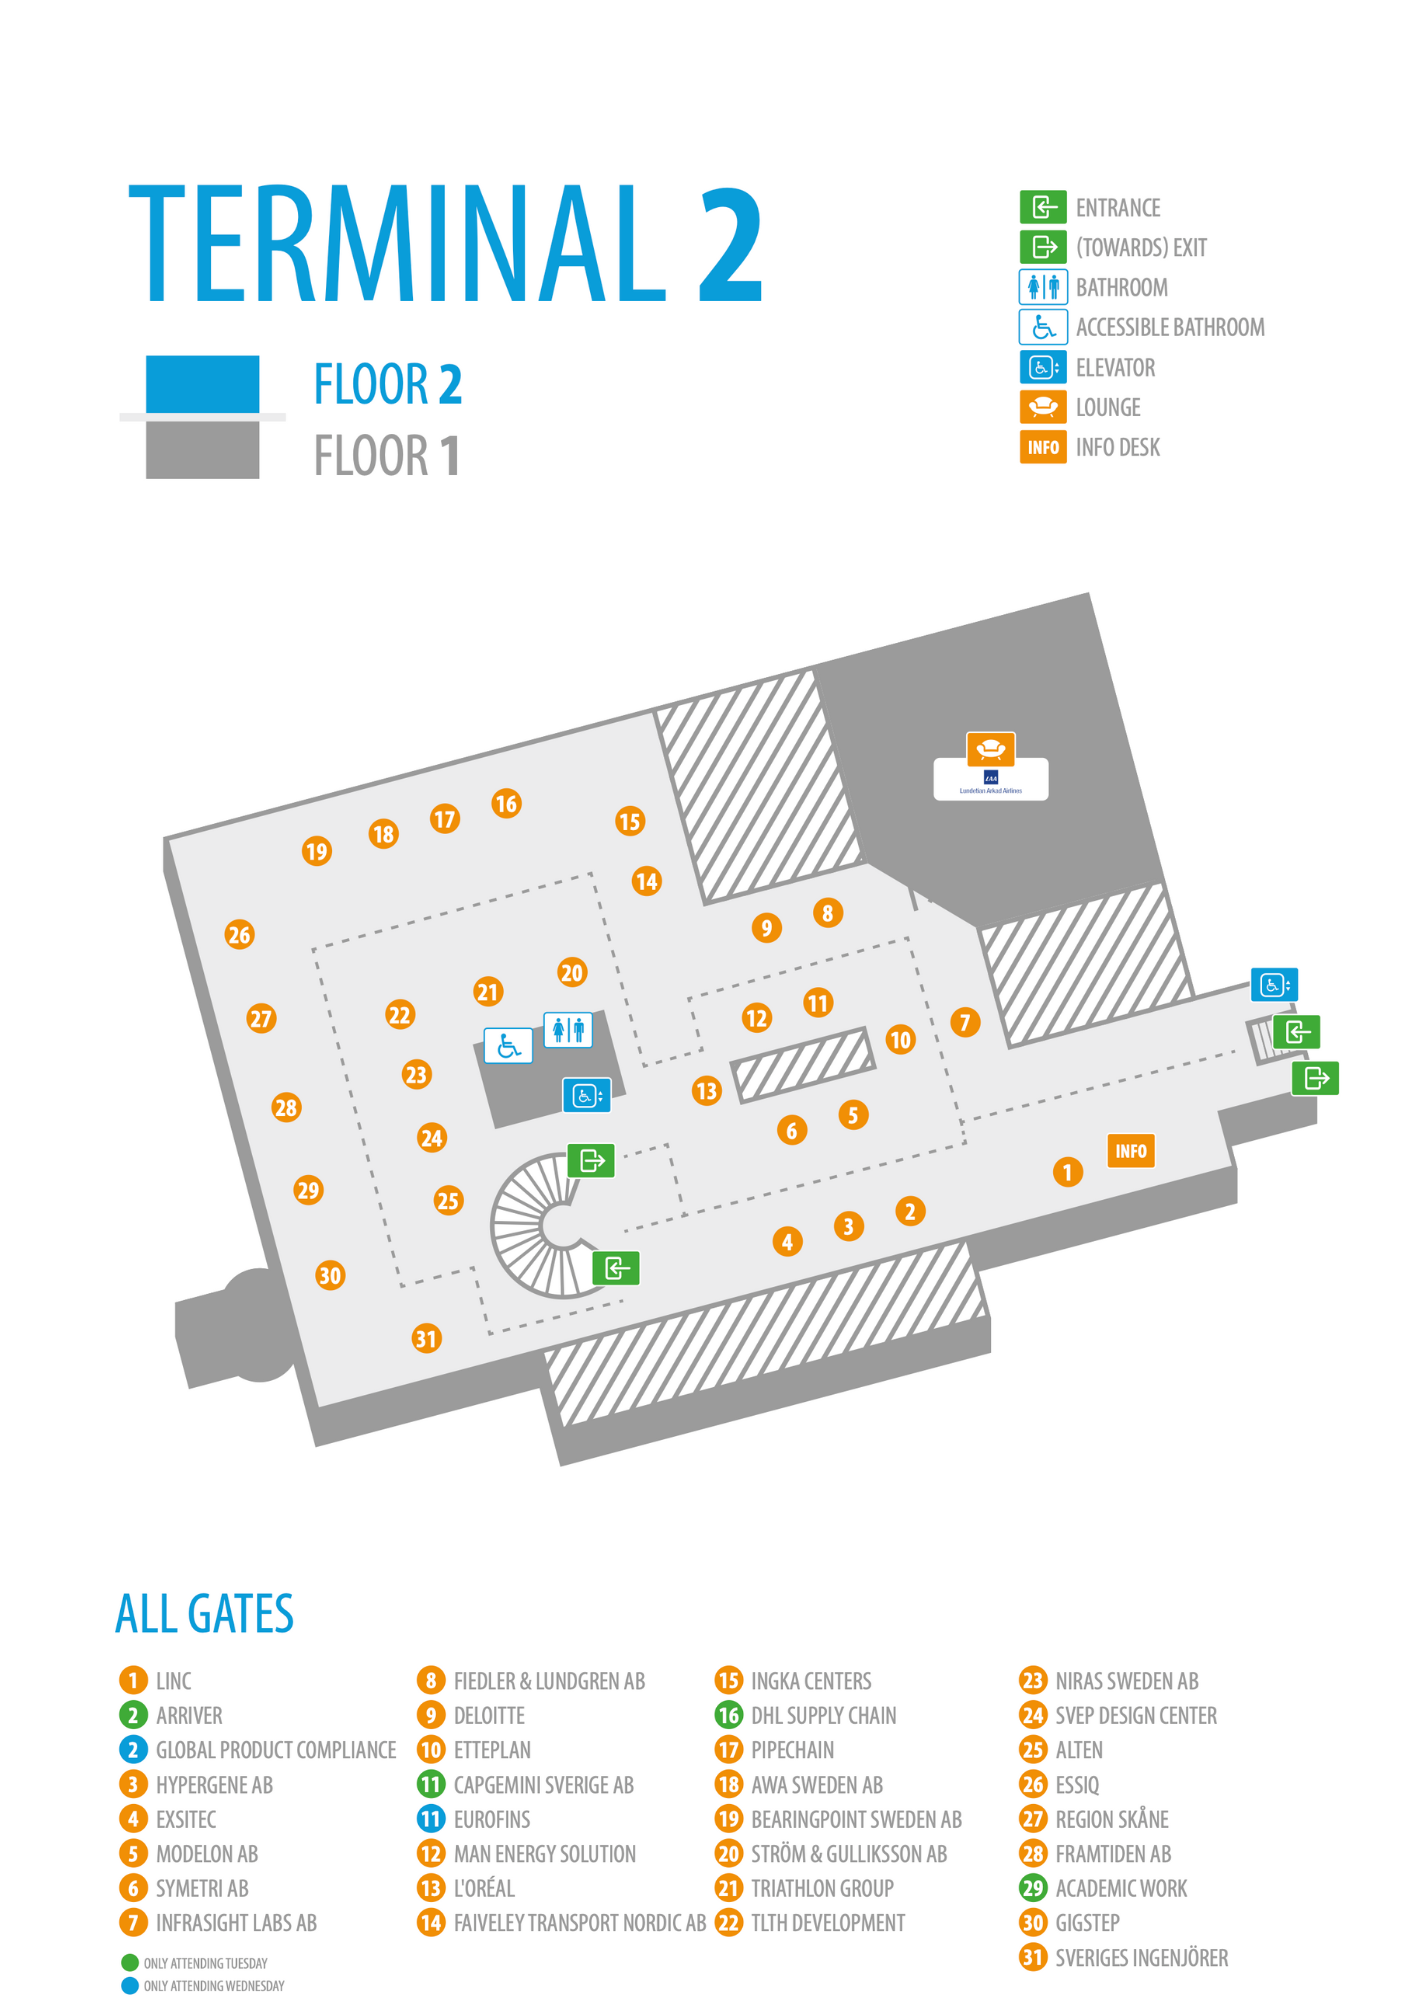 TERMINAL 2
FLOOR 2
FLOOR 1
ENTRANCE
(TOWARDS) EXIT
BATHROOM
ACCESSIBLE BATHROOM
ELEVATOR
LOUNGE
INFO INFO DESK
LAA
Lundefian Arkad Airlines
16
17
15
18
19
14
8
9
26
20
21
11
22
12
27
7
10
23
13
28
5
6
24
INFO
1
29
25
2
3
4
30
31
ALL GATES
1 LINC
2 ARRIVER
2 GLOBAL PRODUCT COMPLIANCE
3 HYPERGENE AB
4 EXSITEC
5 MODELON AB
6 SYMETRI AB
7 INFRASIGHT LABS AB
8 FIEDLER & LUNDGREN AB
9 DELOITTE
10 ETTEPLAN
11 CAPGEMINI SVERIGE AB
11 EUROFINS
12 MAN ENERGY SOLUTION
13 L'ORÉAL
14 FAIVELEY TRANSPORT NORDIC AB
15 INGKA CENTERS
16 DHL SUPPLY CHAIN
17 PIPECHAIN
18 AWA SWEDEN AB
19 BEARINGPOINT SWEDEN AB
20 STRÖM & GULLIKSSON AB
21 TRIATHLON GROUP
22 TLTH DEVELOPMENT
23 NIRAS SWEDEN AB
24 SVEP DESIGN CENTER
25 ALTEN
26 ESSIQ
27 REGION SKÅNE
28 FRAMTIDEN AB
29 ACADEMIC WORK
30 GIGSTEP
31 SVERIGES INGENJÖRER
ONLY ATTENDING TUESDAY
ONLY ATTENDING WEDNESDAY